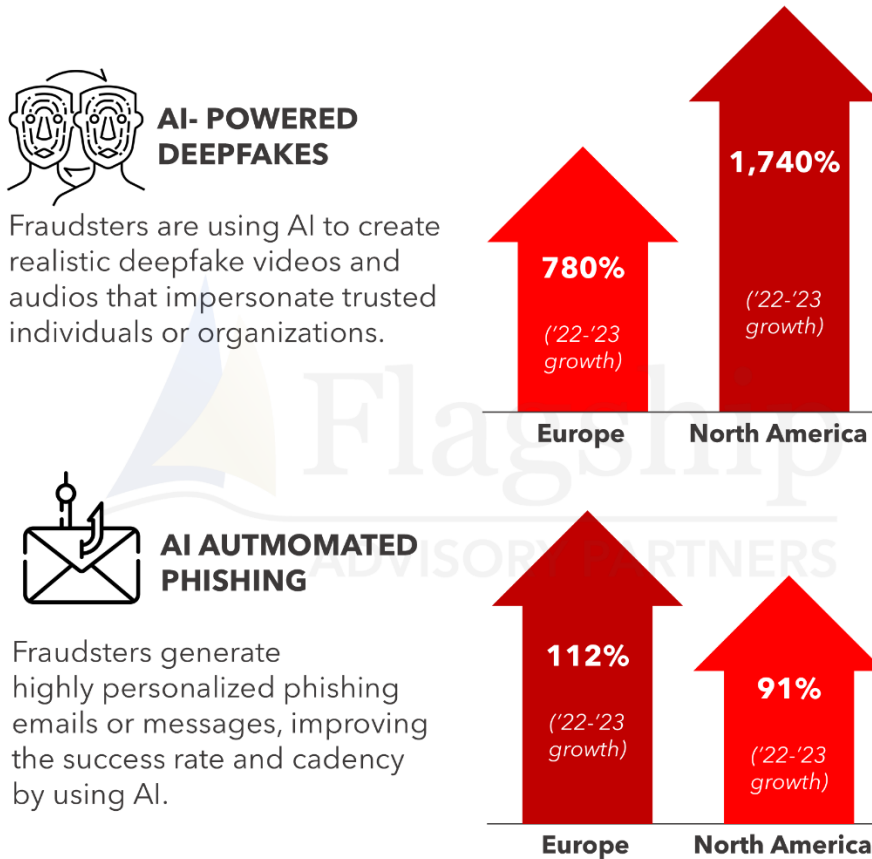 AI- POWERED
DEEPFAKES
Fraudsters are using AI to create
realistic deepfake videos and
audios that impersonate trusted
individuals or organizations.
780%
('22-'23
growth)
1,740%
('22-'23
growth)
Europe
North America
Flagship
ADVISORY PARTNERS
AI AUTMOMATED
PHISHING
Fraudsters generate
highly personalized phishing
emails or messages, improving
the success rate and cadency
by using AI.
112%
('22-'23
growth)
91%
('22-'23
growth)
Europe
North America